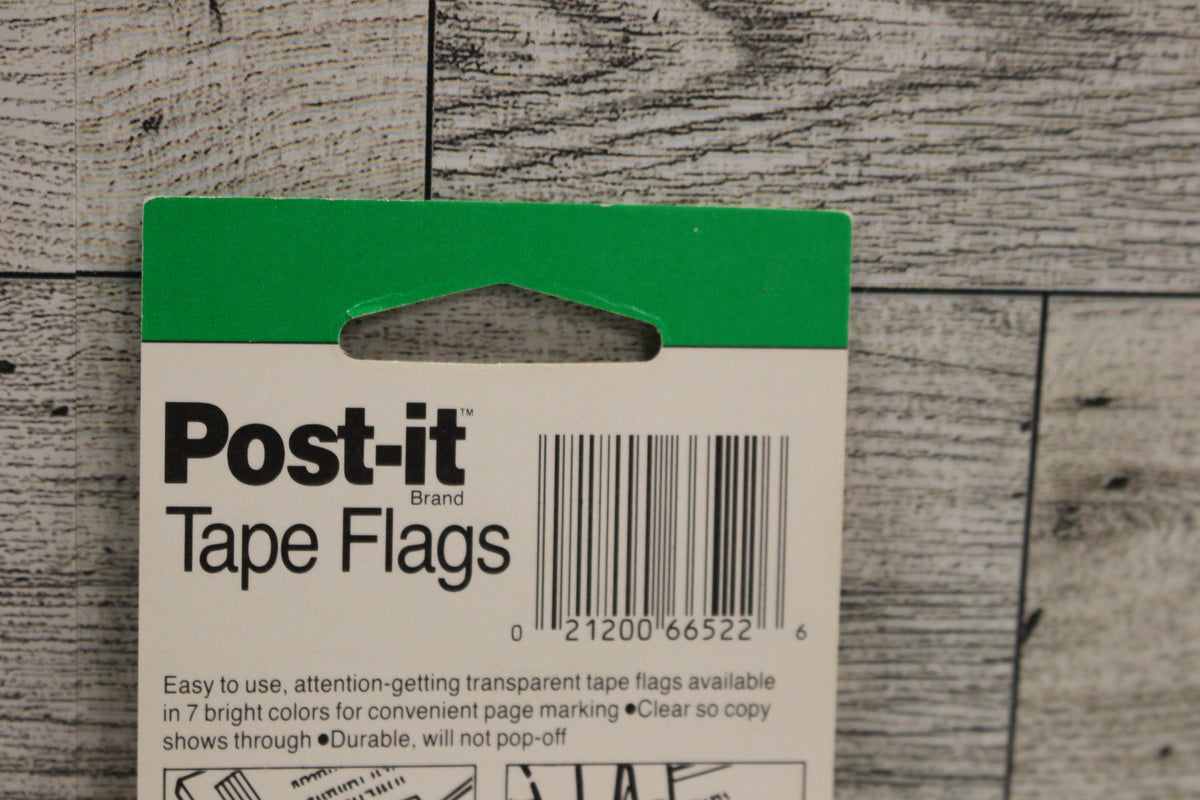 Post-it™
Brand
Tape Flags
0 21200 66522 6
Easy to use, attention-getting transparent tape flags available
in 7 bright colors for convenient page marking ●Clear so copy
shows through ●Durable, will not pop-off